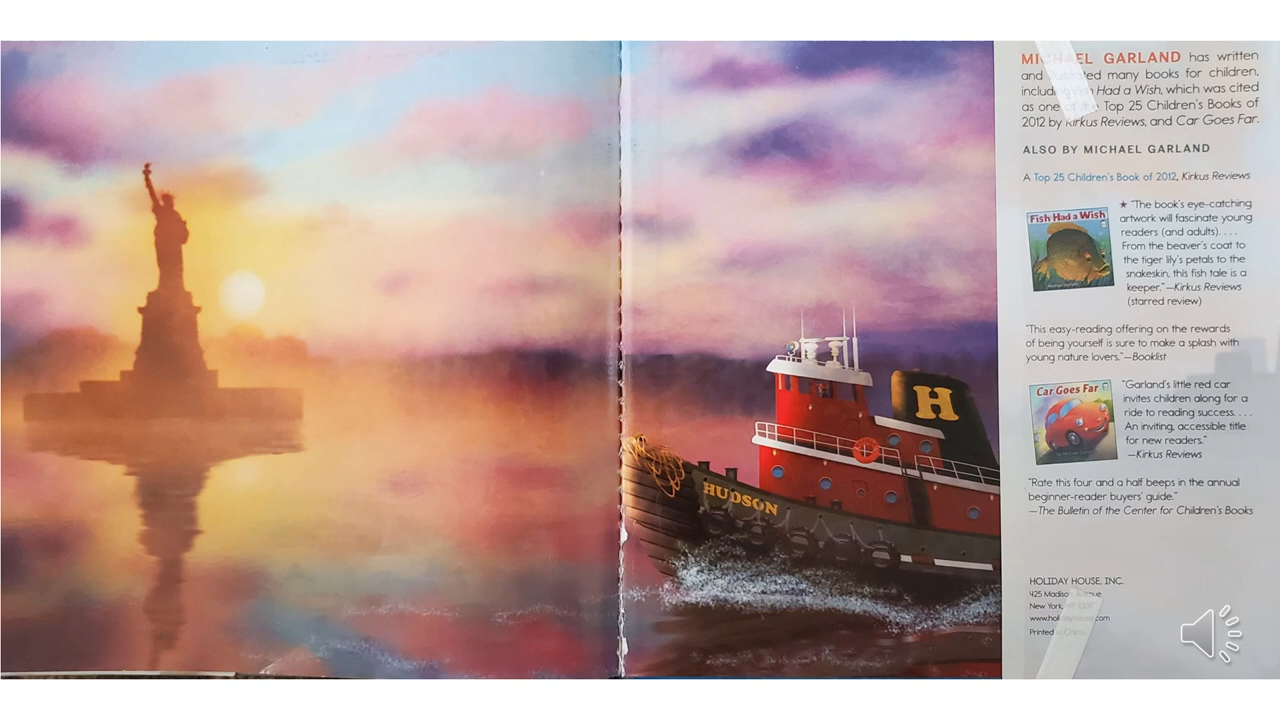 H
HUDSON
MICHAEL GARLAND has written
and illustrated many books for children,
including Fish Had a Wish, which was cited
as one of the Top 25 Children's Books of
2012 by Kirkus Reviews, and Car Goes Far.
ALSO BY MICHAEL GARLAND
A Top 25 Children's Book of 2012, Kirkus Reviews
Fish Had a Wish
★ "The book's eye-catching
artwork will fascinate young
readers (and adults). . . .
From the beaver's coat to
the tiger lily's petals to the
snakeskin, this fish tale is a
keeper."—Kirkus Reviews
(starred review)
"This easy-reading offering on the rewards
of being yourself is sure to make a splash with
young nature lovers."—Booklist
Car Goes Far
by Michael Garland
"Garland's little red car
invites children along for a
ride to reading success. . . .
An inviting, accessible title
for new readers."
—Kirkus Reviews
"Rate this four and a half beeps in the annual
beginner-reader buyers' guide."
—The Bulletin of the Center for Children's Books
HOLIDAY HOUSE, INC.
425 Madison Avenue
New York,
www.holidayhouse.com
Printed in China